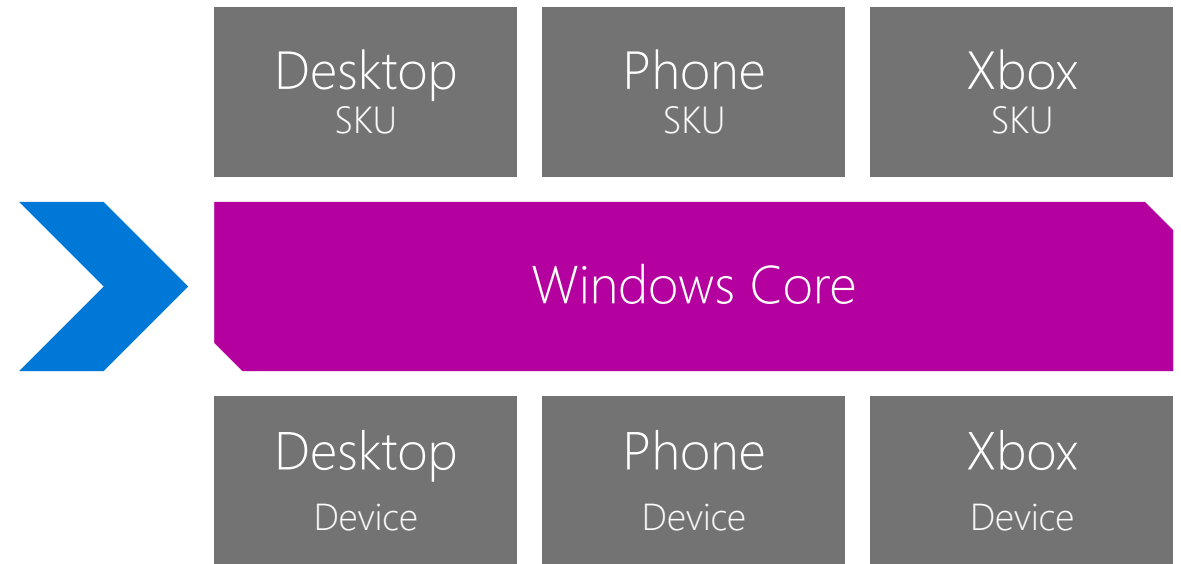 Desktop
SKU
Phone
SKU
Xbox
SKU
Windows Core
Desktop
Device
Phone
Device
Xbox
Device